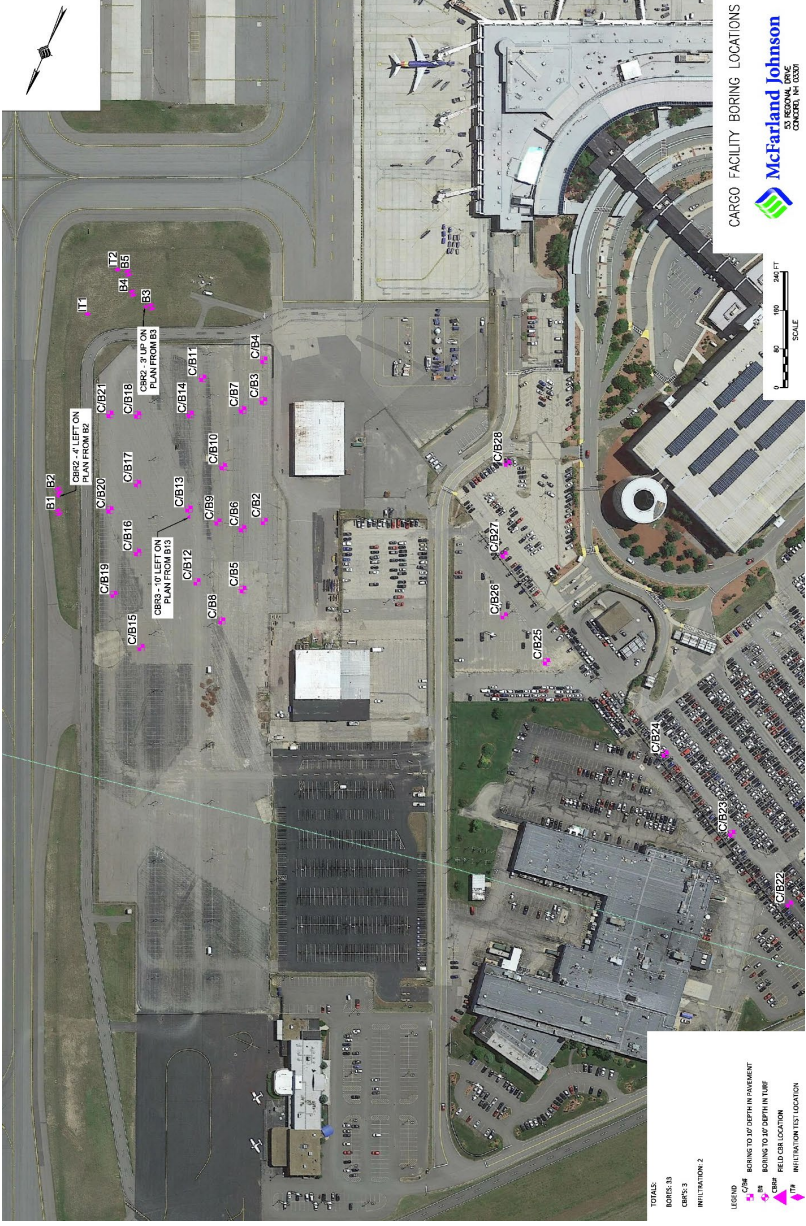 B1 B2
CBR2 - 4' LEFT ON
PLAN FROM B2
IT1
IT2
B4 B5
B3
CBR2 - 3' UP ON
PLAN FROM B3
C/B19
C/B20
C/B21
C/B15
C/B16
C/B17
C/B18
CBR3 - 10' LEFT ON
PLAN FROM B13
C/B12
C/B13
C/B14
C/B11
C/B8
C/B9
C/B10
C/B5
C/B6
C/B7
C/B2
C/B3
C/B4
C/B26
C/B27
C/B28
C/B25
C/B24
C/B23
C/B22
TOTALS:
BORES: 33
CBR'S: 3
INFILTRATION: 2
LEGEND
C/B# BORING TO 10' DEPTH IN PAVEMENT
B# BORING TO 10' DEPTH IN TURF
CBR# FIELD CBR LOCATION
IT# INFILTRATION TEST LOCATION
0 80 160 240 FT
SCALE
CARGO FACILITY BORING LOCATIONS
McFarland Johnson
53 REGIONAL DRIVE
CONCORD, NH 03301